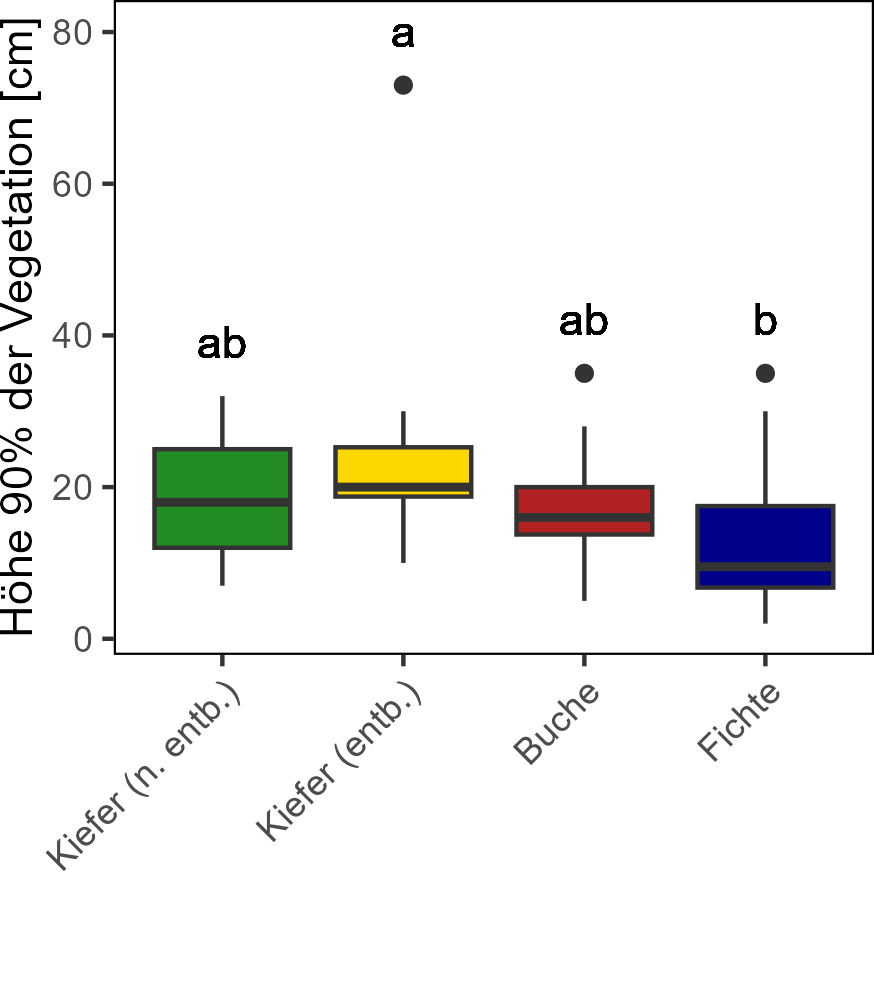 Höhe 90% der Vegetation [cm]
80
60
40
20
0
a
ab
ab
b
Kiefer (n. entb.)
Kiefer (entb.)
Buche
Fichte